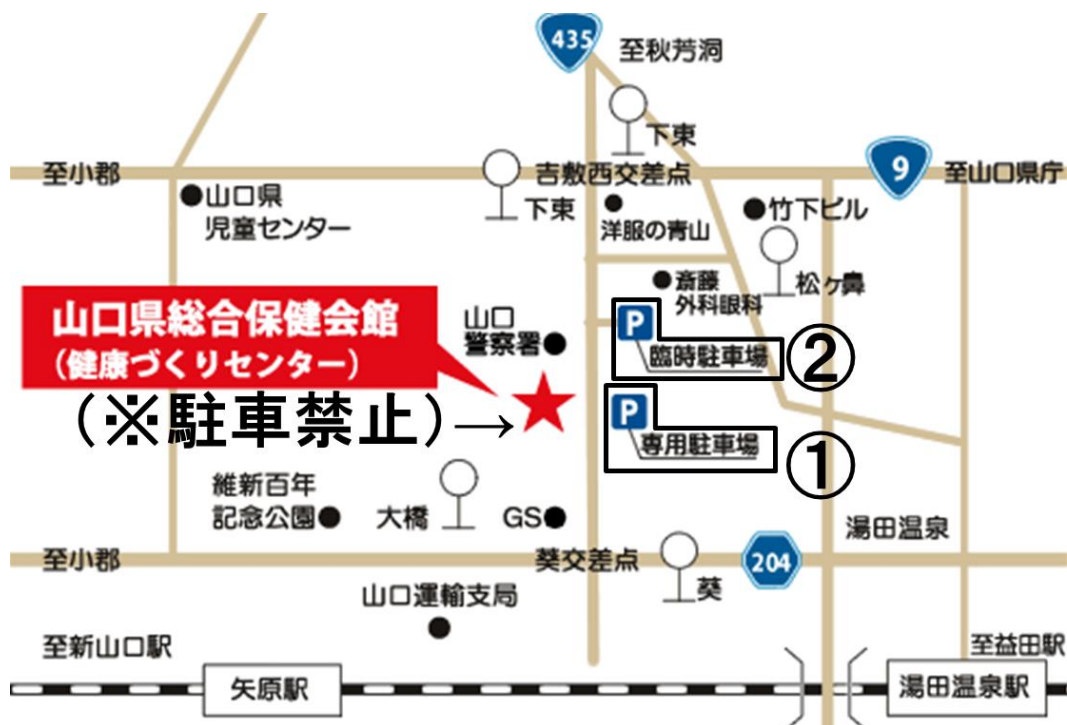 435
至秋芳洞
下東
至小郡
吉敷西交差点
9
至山口県庁
下東
山口県
児童センター
洋服の青山
竹下ビル
松ヶ鼻
斎藤
外科眼科
山口県総合保健会館
(健康づくりセンター)
山口
警察署
P
臨時駐車場
②
(※駐車禁止)→
P
専用駐車場
①
維新百年
記念公園
大橋
GS
湯田温泉
至小郡
葵交差点
204
葵
山口運輸支局
至新山口駅
至益田駅
矢原駅
湯田温泉駅